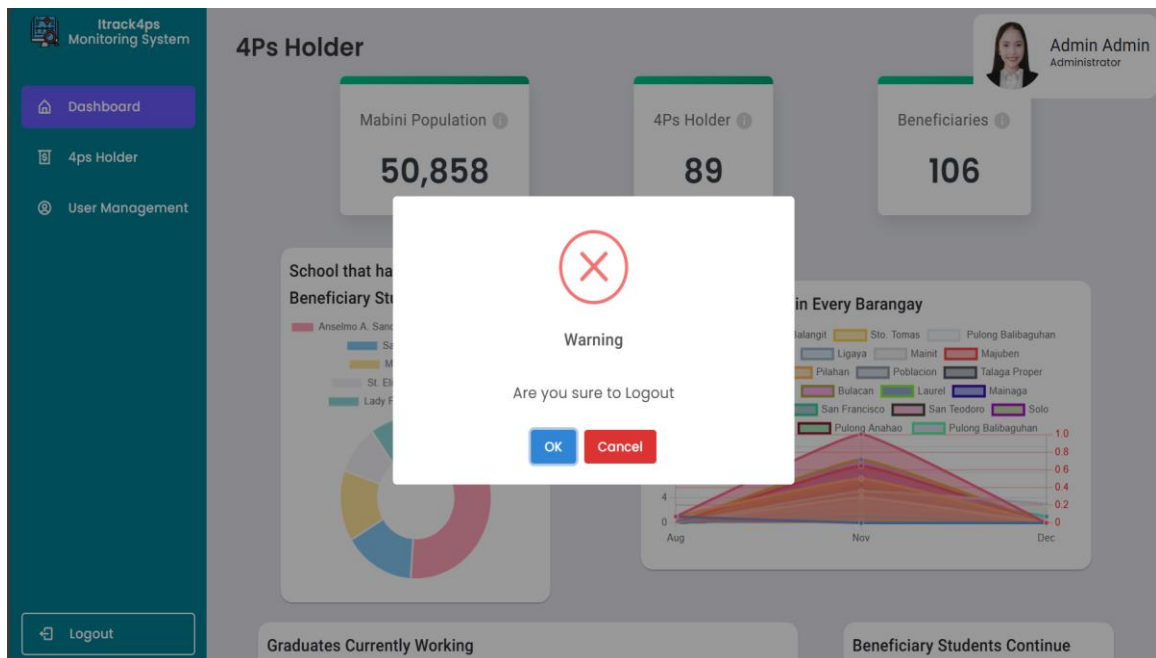 Itrack4ps
Monitoring System
Dashboard
4ps Holder
User Management
Logout
4Ps Holder
Admin Admin
Administrator
Mabini Population
50,858
4Ps Holder
89
Beneficiaries
106
School that ha
Beneficiary Stu
Anselmo A. Sand
Sa
M
St. El
Lady F
Warning
Are you sure to Logout
OK
Cancel
in Every Barangay
alangit Sto. Tomas Pulong Balibaguhan
Ligaya Mainit Majuben
Pilahan Poblacion Talaga Proper
Bulacan Laurel Mainaga
San Francisco San Teodoro Solo
Pulong Anahao Pulong Balibaguhan
1.0
0.8
0.6
0.4
0.2
0
4
0
Aug Nov Dec
Graduates Currently Working
Beneficiary Students Continue